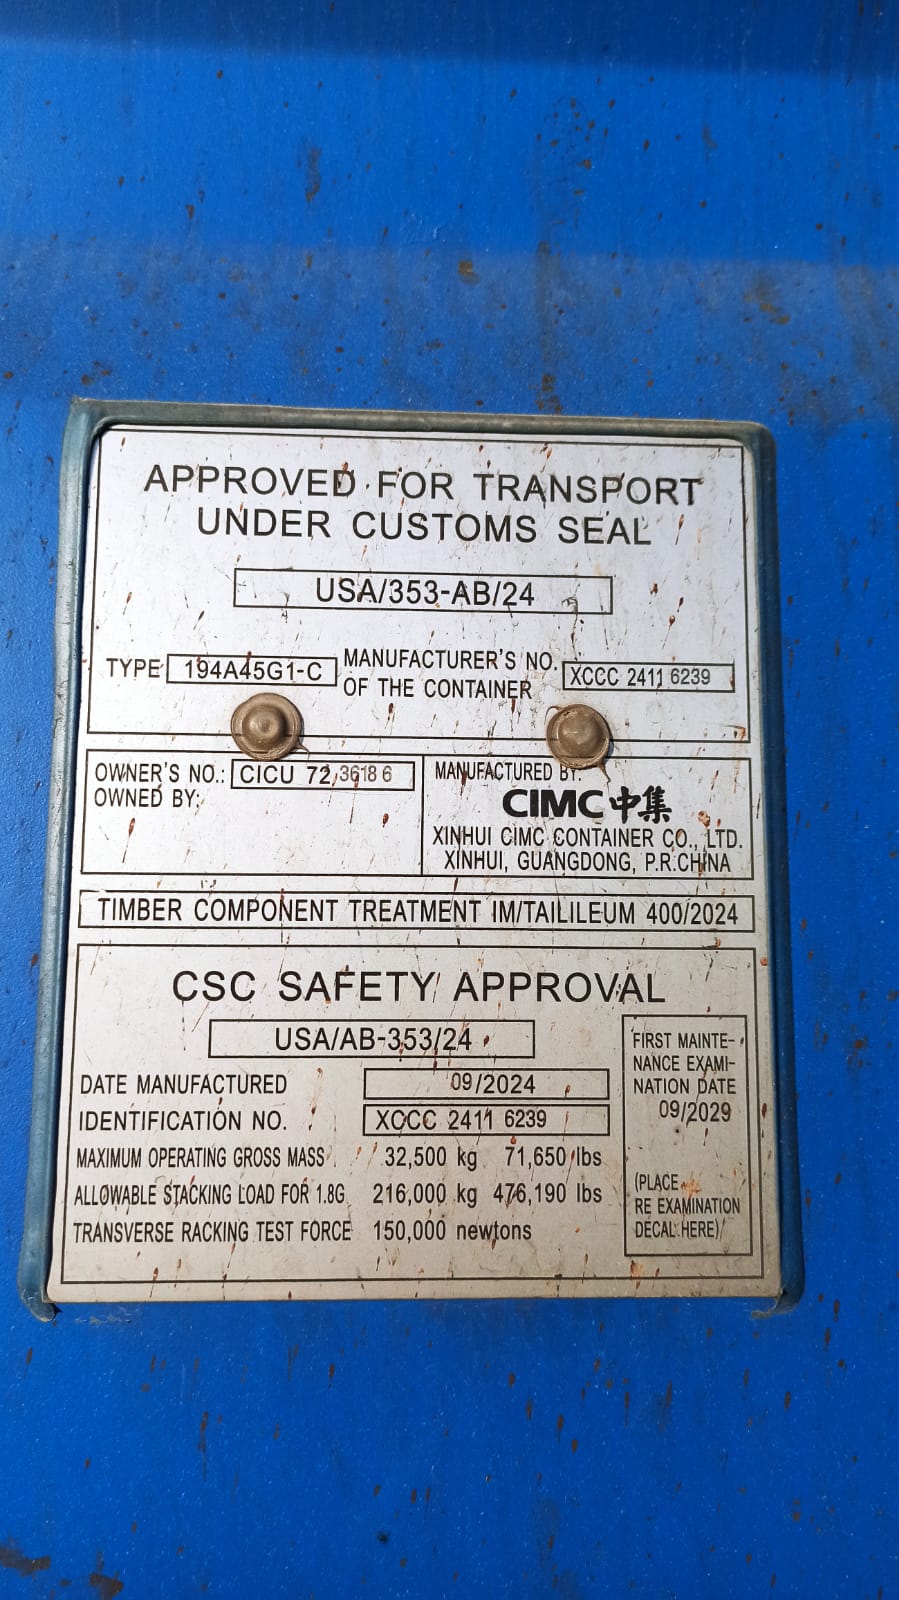 APPROVED FOR TRANSPORT
UNDER CUSTOMS SEAL
USA/353-AB/24
TYPE 194A45G1-C MANUFACTURER'S NO. OF THE CONTAINER XCCC 2411 6239
OWNER'S NO.: CICU 72 3618 6
OWNED BY:
MANUFACTURED BY:
CIMC 中集
XINHUI CIMC CONTAINER CO., LTD.
XINHUI, GUANGDONG, P.R.CHINA
TIMBER COMPONENT TREATMENT IM/TAILILEUM 400/2024
CSC SAFETY APPROVAL
USA/AB-353/24
DATE MANUFACTURED 09/2024
IDENTIFICATION NO. XCCC 2411 6239
MAXIMUM OPERATING GROSS MASS 32,500 kg 71,650 lbs
ALLOWABLE STACKING LOAD FOR 1.8G 216,000 kg 476,190 lbs
TRANSVERSE RACKING TEST FORCE 150,000 newtons
FIRST MAINTE-
NANCE EXAMI-
NATION DATE
09/2029
(PLACE
RE EXAMINATION
DECAL HERE)